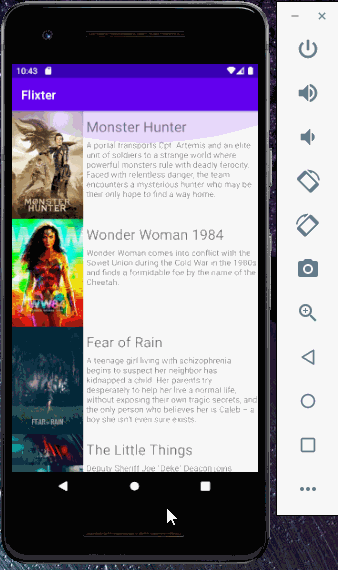 10:43
Flixter
Monster Hunter
A portal transports Cpt. Artemis and an elite
unit of soldiers to a strange world where
powerful monsters rule with deadly ferocity.
Faced with relentless danger, the team
encounters a mysterious hunter who may be
their only hope to find a way home.
MONSTER
HUNTER
Wonder Woman 1984
Wonder Woman comes into conflict with the
Soviet Union during the Cold War in the 1980s
and finds a formidable foe by the name of the
Cheetah.
WW84
Fear of Rain
A teenage girl living with schizophrenia
begins to suspect her neighbor has
kidnapped a child. Her parents try
desperately to help her live a normal life,
without exposing their own tragic secrets, and
the only person who believes her is Caleb – a
boy she isn't even sure exists.
FEAR OF RAIN
The Little Things
Deputy Sheriff Joe "Deke" Deacon joins